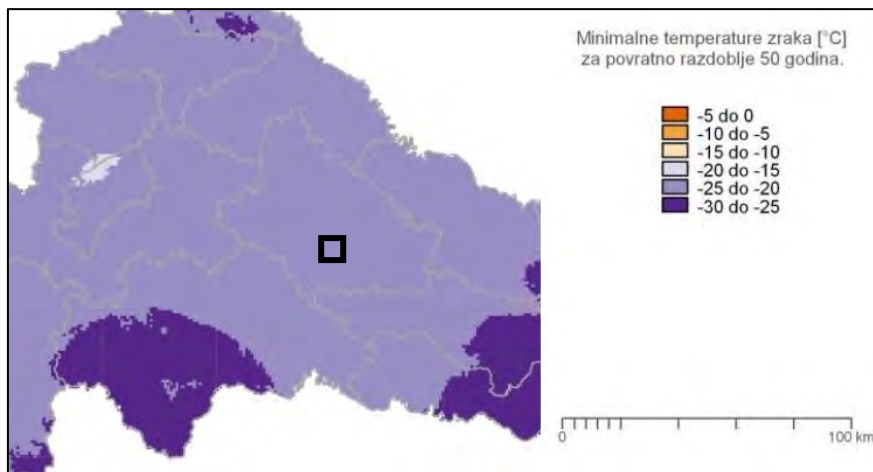 Minimalne temperature zraka [°C]
za povratno razdoblje 50 godina.
-5 do 0
-10 do -5
-15 do -10
-20 do -15
-25 do -20
-30 do -25
0 100 km